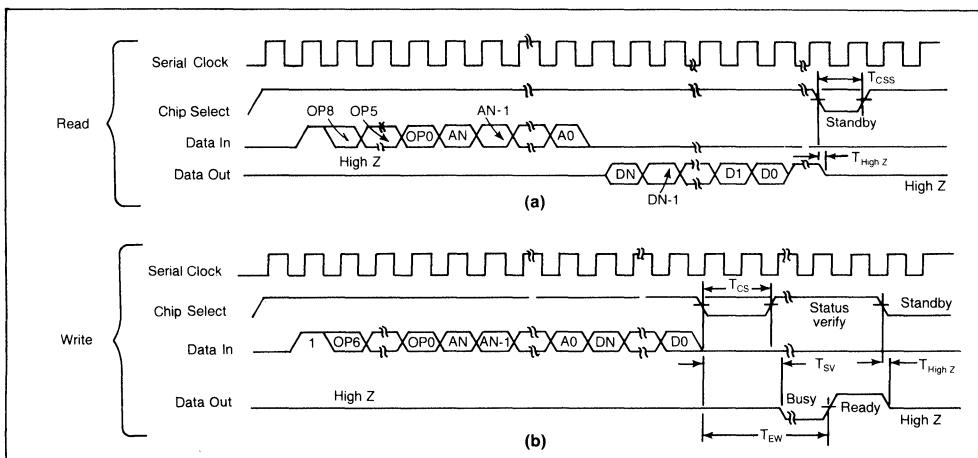 Read
Serial Clock
Chip Select
TCSS
Standby
OP8 OP5 AN-1
Data In
OP0 AN A0
High Z
THigh Z
Data Out
DN D1 D0
DN-1
High Z
(a)
Write
Serial Clock
Chip Select
TCS
Status
verify
Standby
Data In
1 OP6 OP0 AN AN-1 A0 DN D0
TSV
THigh Z
Data Out
High Z
Busy
Ready
High Z
TEW
(b)